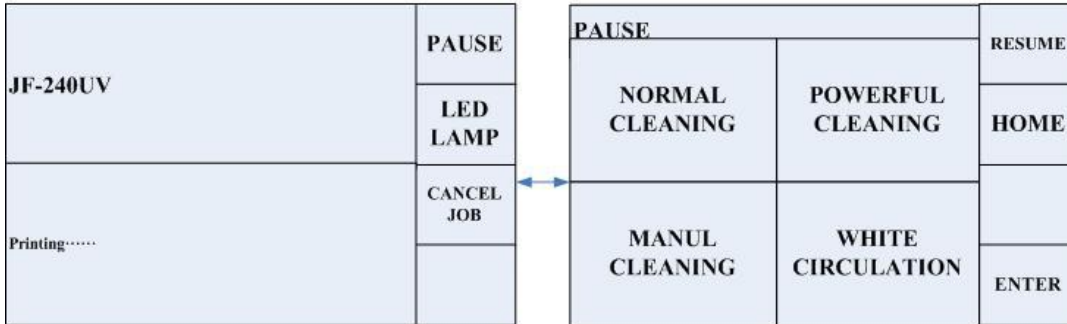 JF-240UV
Printing······
PAUSE
LED
LAMP
CANCEL
JOB
PAUSE
NORMAL
CLEANING
POWERFUL
CLEANING
MANUL
CLEANING
WHITE
CIRCULATION
RESUME
HOME
ENTER